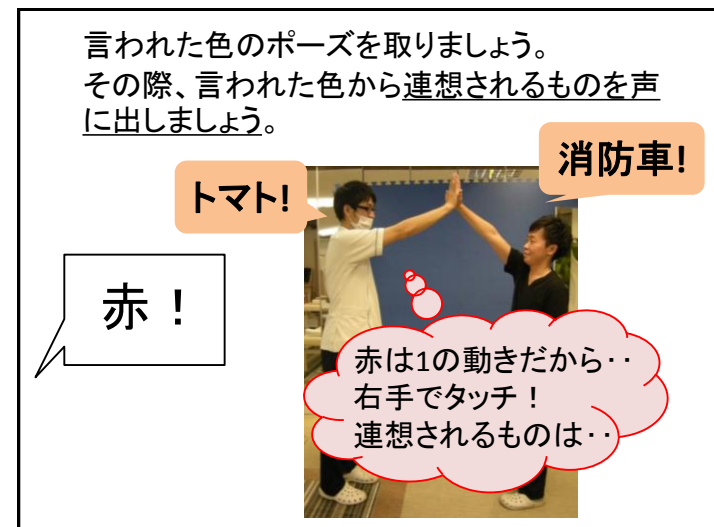 言われた色のポーズを取りましょう。
その際、言われた色から連想されるものを声
に出しましょう。
消防車!
トマト!
赤！
赤は1の動きだから‥
右手でタッチ！
連想されるものは‥